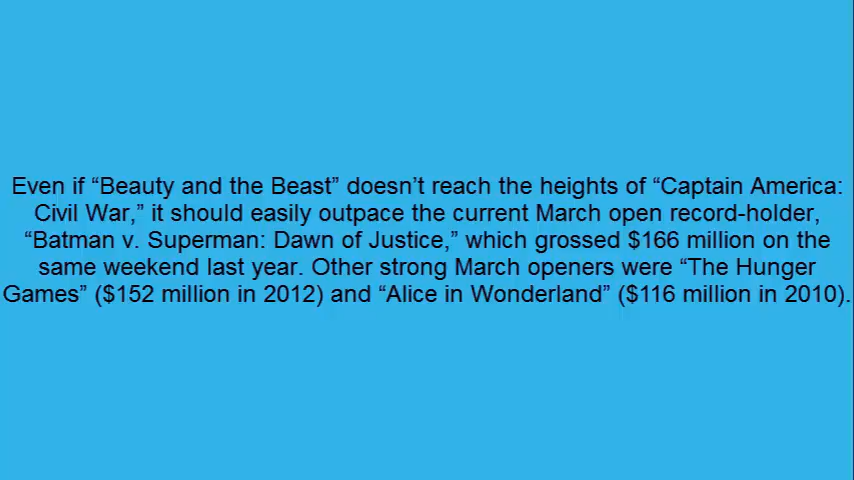 Even if “Beauty and the Beast” doesn’t reach the heights of “Captain America:
Civil War,” it should easily outpace the current March open record-holder,
“Batman v. Superman: Dawn of Justice,” which grossed $166 million on the
same weekend last year. Other strong March openers were “The Hunger
Games” ($152 million in 2012) and “Alice in Wonderland” ($116 million in 2010).